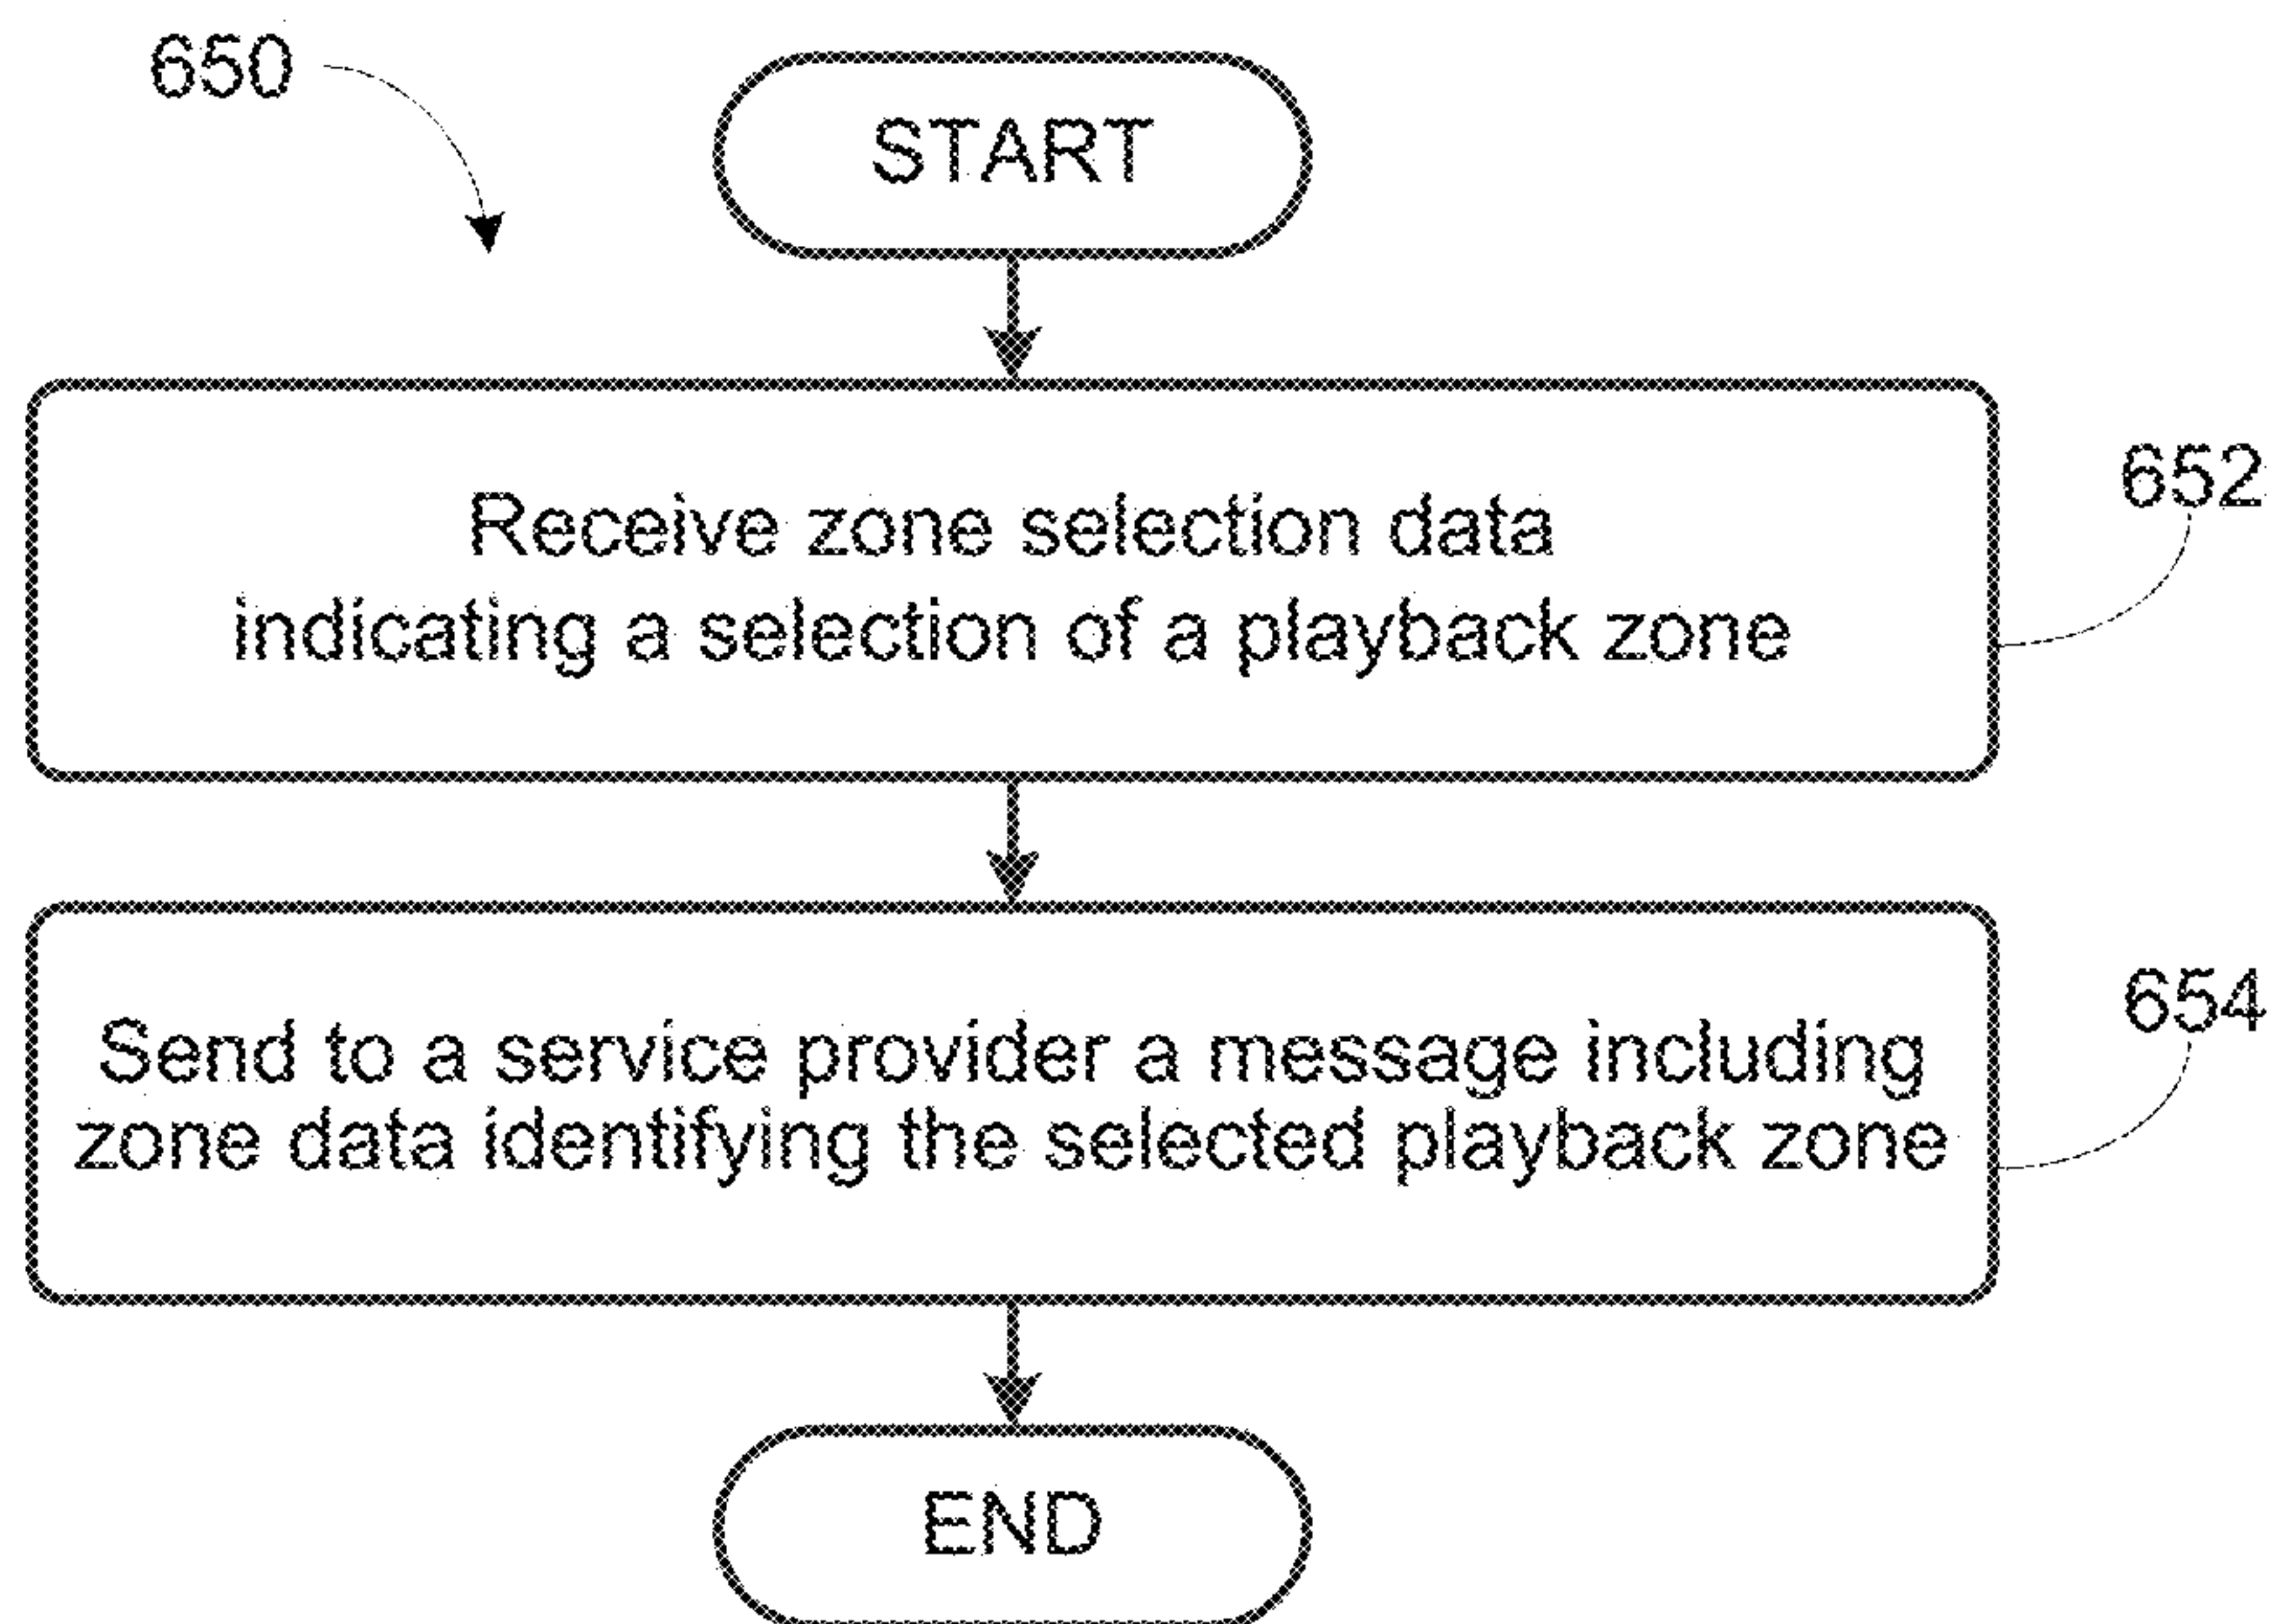 650
START
Receive zone selection data
indicating a selection of a playback zone
652
Send to a service provider a message including
zone data identifying the selected playback zone
654
END